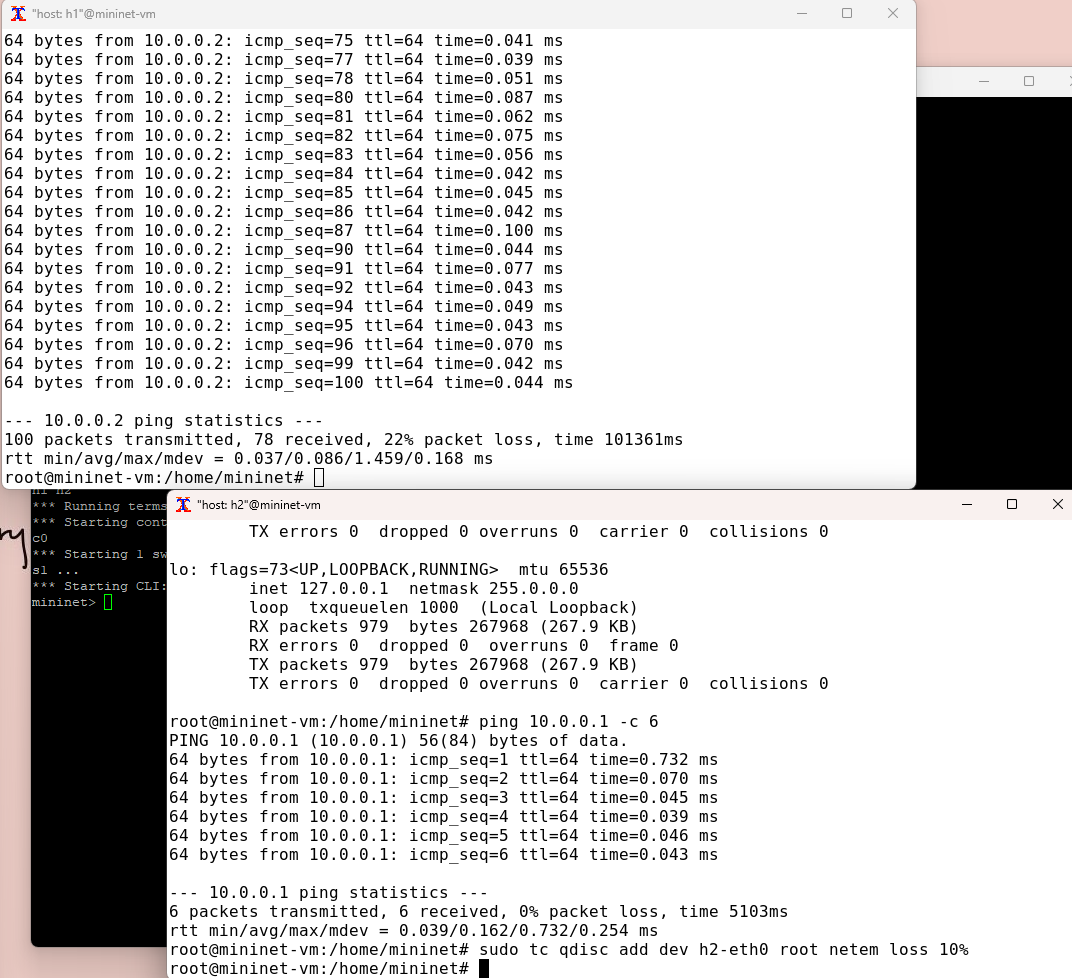 "host: h1"@mininet-vm
64 bytes from 10.0.0.2: icmp_seq=75 ttl=64 time=0.041 ms
64 bytes from 10.0.0.2: icmp_seq=77 ttl=64 time=0.039 ms
64 bytes from 10.0.0.2: icmp_seq=78 ttl=64 time=0.051 ms
64 bytes from 10.0.0.2: icmp_seq=80 ttl=64 time=0.087 ms
64 bytes from 10.0.0.2: icmp_seq=81 ttl=64 time=0.062 ms
64 bytes from 10.0.0.2: icmp_seq=82 ttl=64 time=0.075 ms
64 bytes from 10.0.0.2: icmp_seq=83 ttl=64 time=0.056 ms
64 bytes from 10.0.0.2: icmp_seq=84 ttl=64 time=0.042 ms
64 bytes from 10.0.0.2: icmp_seq=85 ttl=64 time=0.045 ms
64 bytes from 10.0.0.2: icmp_seq=86 ttl=64 time=0.042 ms
64 bytes from 10.0.0.2: icmp_seq=87 ttl=64 time=0.100 ms
64 bytes from 10.0.0.2: icmp_seq=90 ttl=64 time=0.044 ms
64 bytes from 10.0.0.2: icmp_seq=91 ttl=64 time=0.077 ms
64 bytes from 10.0.0.2: icmp_seq=92 ttl=64 time=0.043 ms
64 bytes from 10.0.0.2: icmp_seq=94 ttl=64 time=0.049 ms
64 bytes from 10.0.0.2: icmp_seq=95 ttl=64 time=0.043 ms
64 bytes from 10.0.0.2: icmp_seq=96 ttl=64 time=0.070 ms
64 bytes from 10.0.0.2: icmp_seq=99 ttl=64 time=0.042 ms
64 bytes from 10.0.0.2: icmp_seq=100 ttl=64 time=0.044 ms
--- 10.0.0.2 ping statistics ---
100 packets transmitted, 78 received, 22% packet loss, time 101361ms
rtt min/avg/max/mdev = 0.037/0.086/1.459/0.168 ms
root@mininet-vm:/home/mininet#
h1 h2
*** Running terms
*** Starting cont
c0
*** Starting 1 sw
s1 ...
*** Starting CLI:
mininet>
ry
"host: h2"@mininet-vm
TX errors 0  dropped 0 overruns 0  carrier 0  collisions 0
lo: flags=73<UP,LOOPBACK,RUNNING>  mtu 65536
inet 127.0.0.1  netmask 255.0.0.0
loop  txqueuelen 1000  (Local Loopback)
RX packets 979  bytes 267968 (267.9 KB)
RX errors 0  dropped 0  overruns 0  frame 0
TX packets 979  bytes 267968 (267.9 KB)
TX errors 0  dropped 0 overruns 0  carrier 0  collisions 0
root@mininet-vm:/home/mininet# ping 10.0.0.1 -c 6
PING 10.0.0.1 (10.0.0.1) 56(84) bytes of data.
64 bytes from 10.0.0.1: icmp_seq=1 ttl=64 time=0.732 ms
64 bytes from 10.0.0.1: icmp_seq=2 ttl=64 time=0.070 ms
64 bytes from 10.0.0.1: icmp_seq=3 ttl=64 time=0.045 ms
64 bytes from 10.0.0.1: icmp_seq=4 ttl=64 time=0.039 ms
64 bytes from 10.0.0.1: icmp_seq=5 ttl=64 time=0.046 ms
64 bytes from 10.0.0.1: icmp_seq=6 ttl=64 time=0.043 ms
--- 10.0.0.1 ping statistics ---
6 packets transmitted, 6 received, 0% packet loss, time 5103ms
rtt min/avg/max/mdev = 0.039/0.162/0.732/0.254 ms
root@mininet-vm:/home/mininet# sudo tc qdisc add dev h2-eth0 root netem loss 10%
root@mininet-vm:/home/mininet#